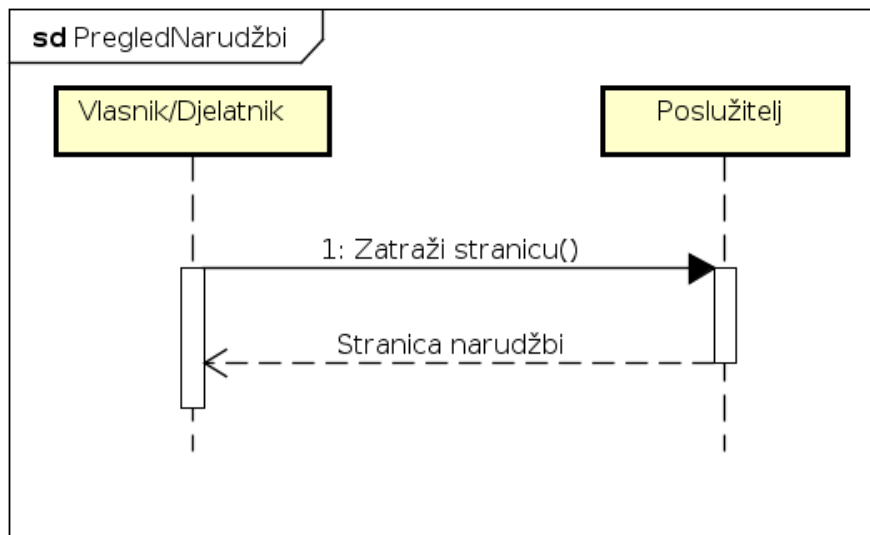 sd PregledNarudžbi
Vlasnik/Djelatnik
Poslužitelj
1: Zatraži stranicu()
Stranica narudžbi